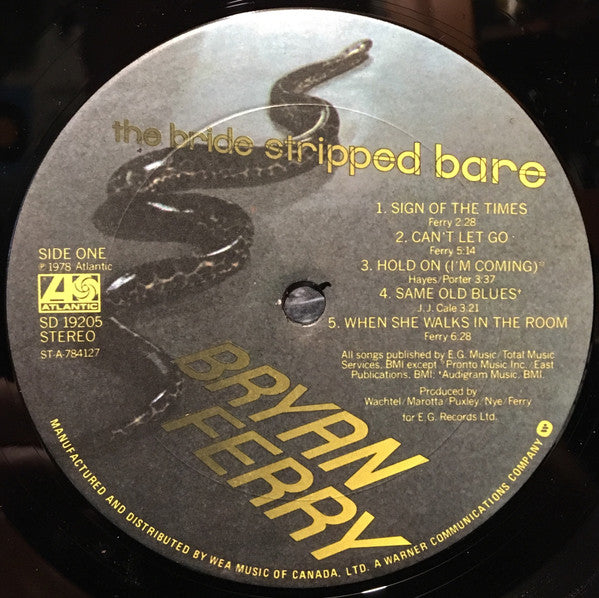 the bride stripped bare
1. SIGN OF THE TIMES
Ferry 2:28
2. CAN'T LET GO
Ferry 5:14
3. HOLD ON (I'M COMING)°
Hayes/Porter 3:37
4. SAME OLD BLUES†
J.J. Cale 3:21
5. WHEN SHE WALKS IN THE ROOM
Ferry 6:28
SIDE ONE
℗ 1978 Atlantic
ATLANTIC
SD 19205
STEREO
ST-A-784127
All songs published by E.G. Music/Total Music
Services, BMI except °Pronto Music Inc./East
Publications, BMI; †Audigram Music, BMI.
Produced by
Wachtel/Marotta/Puxley/Nye/Ferry
for E.G. Records Ltd.
BRYAN
FERRY
MANUFACTURED AND DISTRIBUTED BY WEA MUSIC OF CANADA, LTD. A WARNER COMMUNICATIONS COMPANY